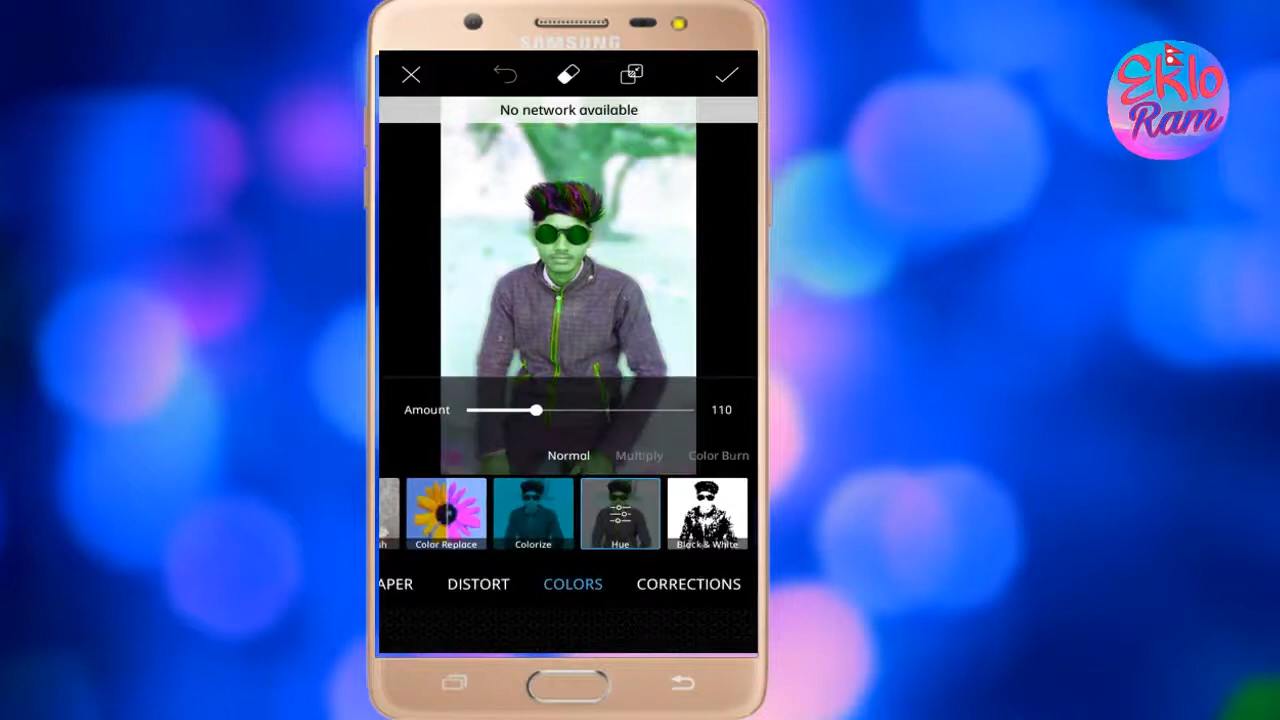 SAMSUNG
No network available
Eklo
Ram
Amount 110
Normal Multiply Color Burn
sh Color Replace Colorize Hue Black & White
APER DISTORT COLORS CORRECTIONS